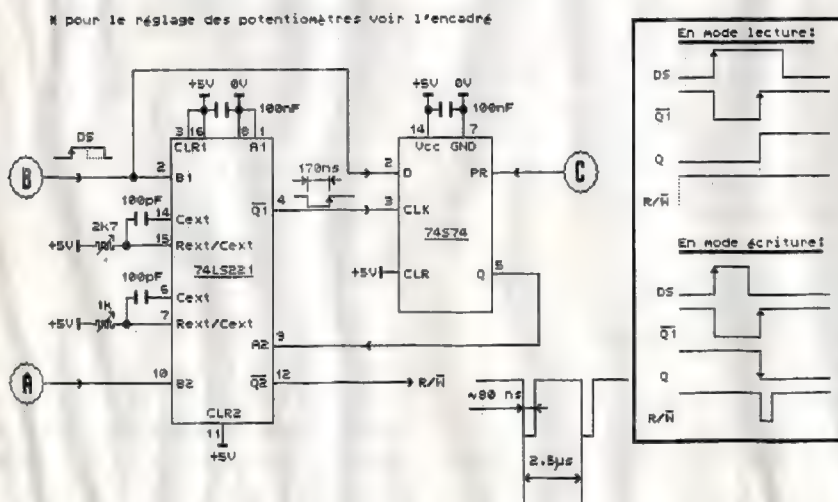 * pour le réglage des potentiomètres voir l'encadré
+5V 0V
100nF
3 16 8 1
CLR1 A1
DS
B
2
B1
4
Q1
170ns
100pF
14
Cext
2K7
+5V
15
Rext/Cext
74LS221
100pF
6
Cext
1k
+5V
7
Rext/Cext
9
A2
A
10
B2
12
Q2
R/W
CLR2
11
+5V
+5V 0V
100nF
14 7
Vcc GND
2
D
PR
C
3
CLK
74S74
+5V
CLR
5
Q
~80 ns
2.5µs
En mode lecture:
DS
Q1
Q
R/W
En mode écriture:
DS
Q1
Q
R/W